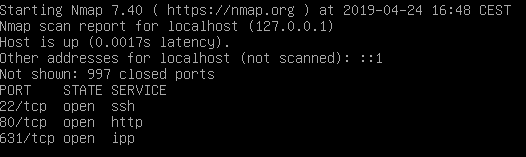 Starting Nmap 7.40 ( https://nmap.org ) at 2019-04-24 16:48 CEST
Nmap scan report for localhost (127.0.0.1)
Host is up (0.0017s latency).
Other addresses for localhost (not scanned): ::1
Not shown: 997 closed ports
PORT    STATE SERVICE
22/tcp  open  ssh
80/tcp  open  http
631/tcp open  ipp